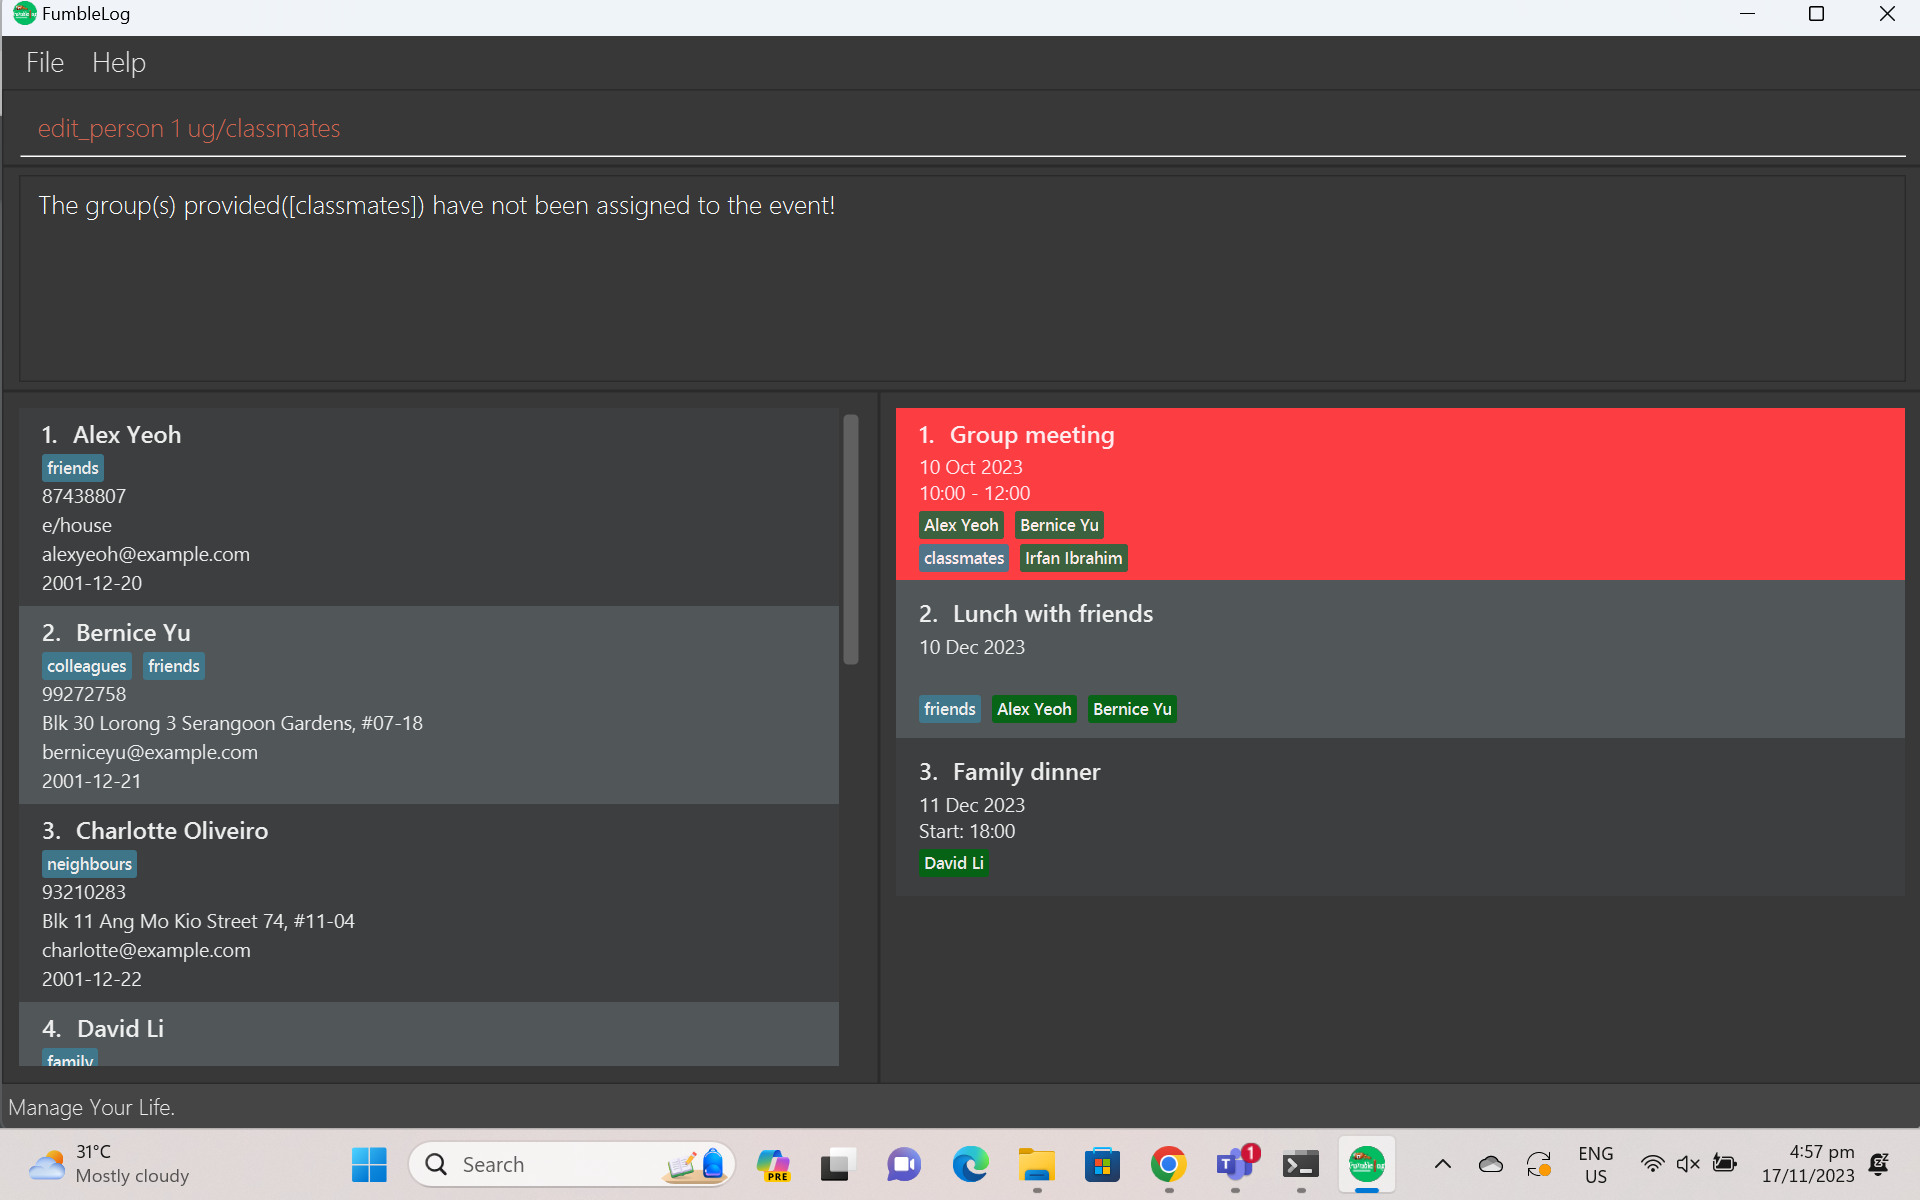 FumbleLog
File Help
edit_person 1 ug/classmates
The group(s) provided([classmates]) have not been assigned to the event!
1. Alex Yeoh
friends
87438807
e/house
alexyeoh@example.com
2001-12-20
2. Bernice Yu
colleagues friends
99272758
Blk 30 Lorong 3 Serangoon Gardens, #07-18
berniceyu@example.com
2001-12-21
3. Charlotte Oliveiro
neighbours
93210283
Blk 11 Ang Mo Kio Street 74, #11-04
charlotte@example.com
2001-12-22
4. David Li
family
1. Group meeting
10 Oct 2023
10:00 - 12:00
Alex Yeoh Bernice Yu
classmates Irfan Ibrahim
2. Lunch with friends
10 Dec 2023
friends Alex Yeoh Bernice Yu
3. Family dinner
11 Dec 2023
Start: 18:00
David Li
Manage Your Life.
31°C
Mostly cloudy
Search
PRE
1
ENG
US
4:57 pm
17/11/2023